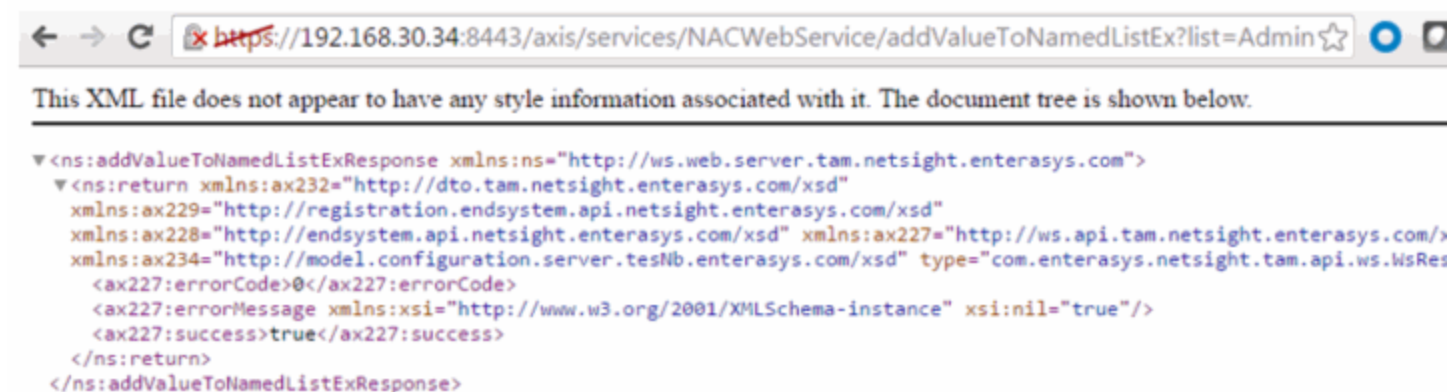 https://192.168.30.34:8443/axis/services/NACWebService/addValueToNamedListEx?list=Admin
This XML file does not appear to have any style information associated with it. The document tree is shown below.
▼<ns:addValueToNamedListExResponse xmlns:ns="http://ws.web.server.tam.netsight.enterasys.com">
▼<ns:return xmlns:ax232="http://dto.tam.netsight.enterasys.com/xsd"
xmlns:ax229="http://registration.endsystem.api.netsight.enterasys.com/xsd"
xmlns:ax228="http://endsystem.api.netsight.enterasys.com/xsd" xmlns:ax227="http://ws.api.tam.netsight.enterasys.com/
xmlns:ax234="http://model.configuration.server.tesNb.enterasys.com/xsd" type="com.enterasys.netsight.tam.api.ws.WsRes
<ax227:errorCode>0</ax227:errorCode>
<ax227:errorMessage xmlns:xsi="http://www.w3.org/2001/XMLSchema-instance" xsi:nil="true"/>
<ax227:success>true</ax227:success>
</ns:return>
</ns:addValueToNamedListExResponse>